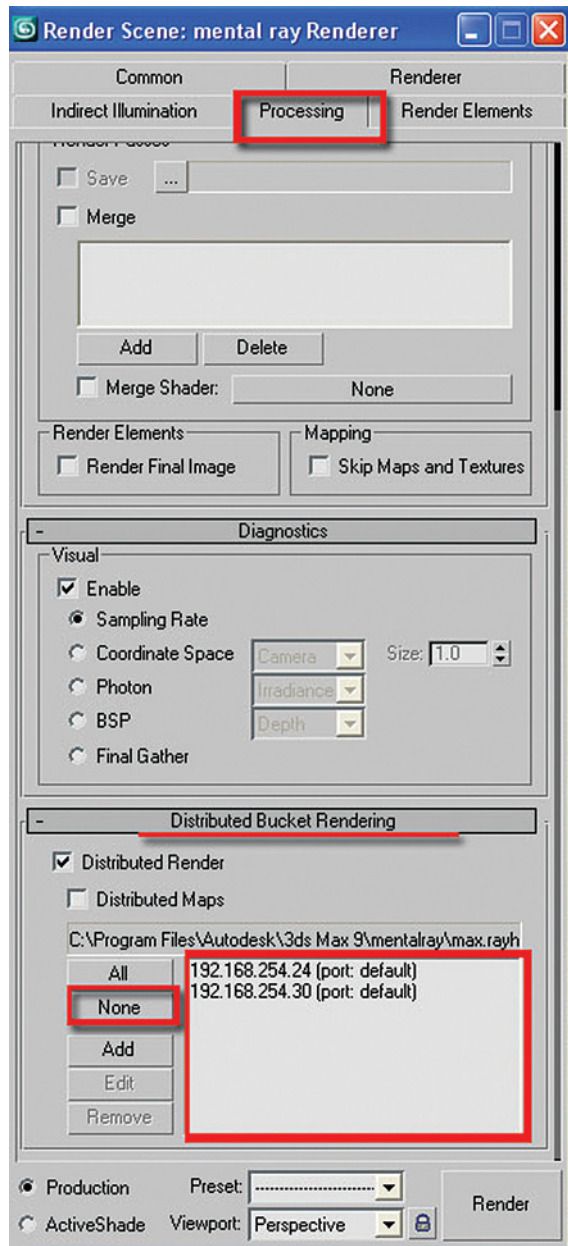 Render Scene: mental ray Renderer
Common Renderer
Indirect Illumination Processing Render Elements
Save ...
Merge
Add Delete
Merge Shader: None
Render Elements Mapping
Render Final Image Skip Maps and Textures
- Diagnostics
Visual
Enable
Sampling Rate
Coordinate Space Camera Size: 1.0
Photon Irradiance
BSP Depth
Final Gather
- Distributed Bucket Rendering
Distributed Render
Distributed Maps
C:\Program Files\Autodesk\3ds Max 9\mentalray\max.rayh
All 192.168.254.24 (port: default)
None 192.168.254.30 (port: default)
Add
Edit
Remove
Production Preset: -------------------------
ActiveShade Viewport: Perspective Render